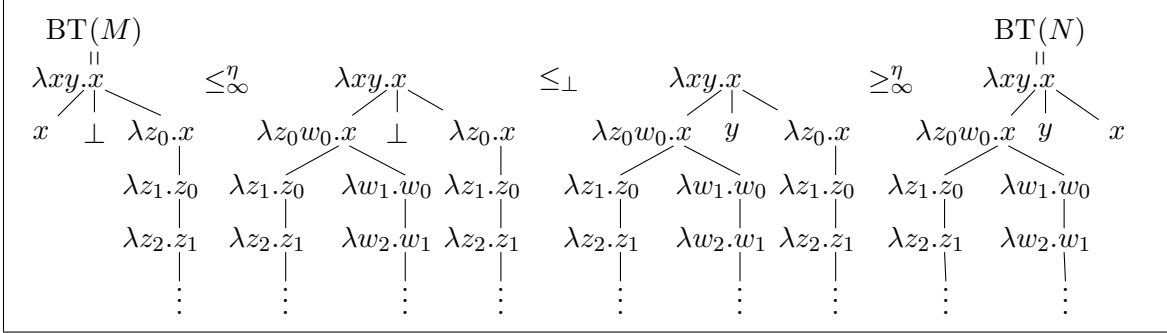 BT(M) BT(N)
= =
λxy.x ≤^η_∞ λxy.x ≤_⊥ λxy.x ≥^η_∞ λxy.x
x ⊥ λz₀.x λz₀w₀.x ⊥ λz₀.x λz₀w₀.x y λz₀.x λz₀w₀.x y x
λz₁.z₀ λz₁.z₀ λw₁.w₀ λz₁.z₀ λz₁.z₀ λw₁.w₀ λz₁.z₀ λz₁.z₀ λw₁.w₀
λz₂.z₁ λz₂.z₁ λw₂.w₁ λz₂.z₁ λz₂.z₁ λw₂.w₁ λz₂.z₁ λz₂.z₁ λw₂.w₁
⋮ ⋮ ⋮ ⋮ ⋮ ⋮ ⋮ ⋮ ⋮